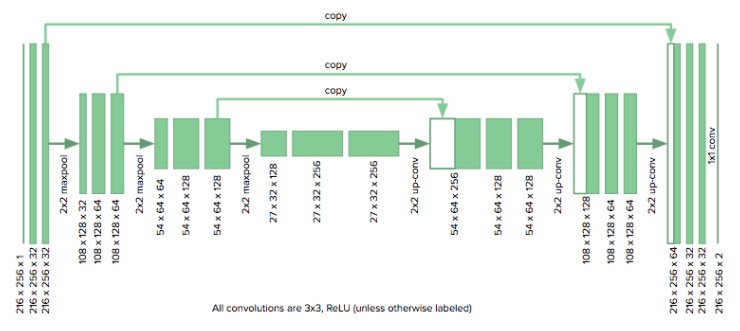 copy
copy
copy
216 x 256 x 1
216 x 256 x 32
216 x 256 x 32
2x2 maxpool
108 x 128 x 32
108 x 128 x 64
108 x 128 x 64
2x2 maxpool
54 x 64 x 64
54 x 64 x 128
54 x 64 x 128
2x2 maxpool
27 x 32 x 128
27 x 32 x 256
27 x 32 x 256
2x2 up-conv
54 x 64 x 256
54 x 64 x 128
54 x 64 x 128
2x2 up-conv
108 x 128 x 128
108 x 128 x 64
108 x 128 x 64
2x2 up-conv
216 x 256 x 64
216 x 256 x 32
216 x 256 x 32
1x1 conv
216 x 256 x 2
All convolutions are 3x3, ReLU (unless otherwise labeled)